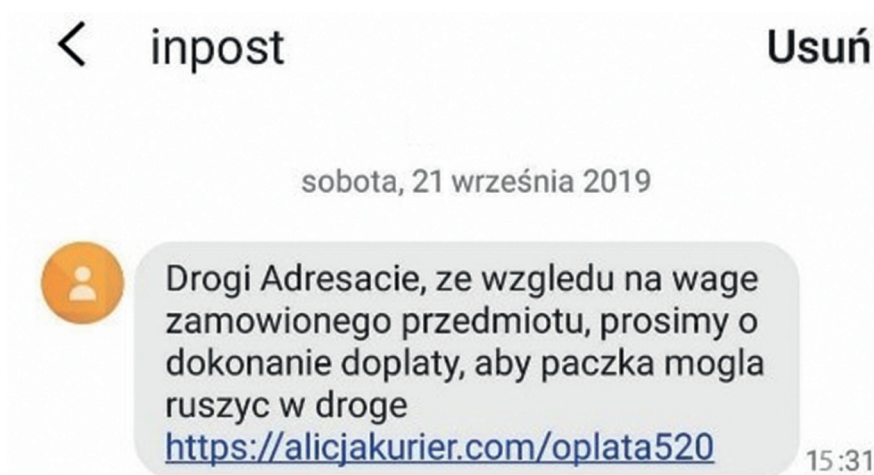 inpost Usuń
sobota, 21 września 2019
Drogi Adresacie, ze wzgledu na wage
zamowionego przedmiotu, prosimy o
dokonanie doplaty, aby paczka mogla
ruszyc w droge
https://alicjakurier.com/oplata520
15:31